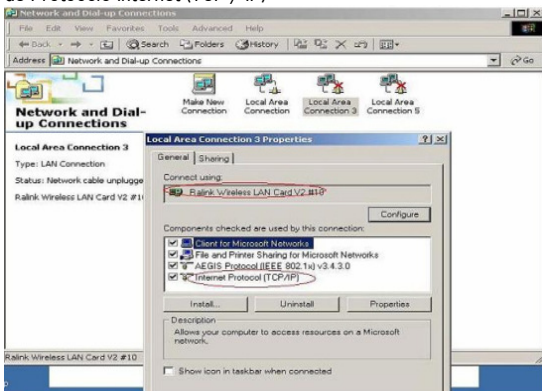 de Protocolo Internet (TCP / IP)
Network and Dial-up Connections
File Edit View Favorites Tools Advanced Help
Back Search Folders History
Address Network and Dial-up Connections Go
Network and Dial-up Connections
Make New Connection
Local Area Connection
Local Area Connection 3
Local Area Connection 5
Local Area Connection 3
Type: LAN Connection
Status: Network cable unplugge
Ralink Wireless LAN Card V2 #1
Local Area Connection 3 Properties
General Sharing
Connect using:
Ralink Wireless LAN Card V2 #10
Configure
Components checked are used by this connection:
Client for Microsoft Networks
File and Printer Sharing for Microsoft Networks
AEGIS Protocol (IEEE 802.1x) v3.4.3.0
Internet Protocol (TCP/IP)
Install... Uninstall Properties
Description
Allows your computer to access resources on a Microsoft
network.
Show icon in taskbar when connected
Ralink Wireless LAN Card V2 #10